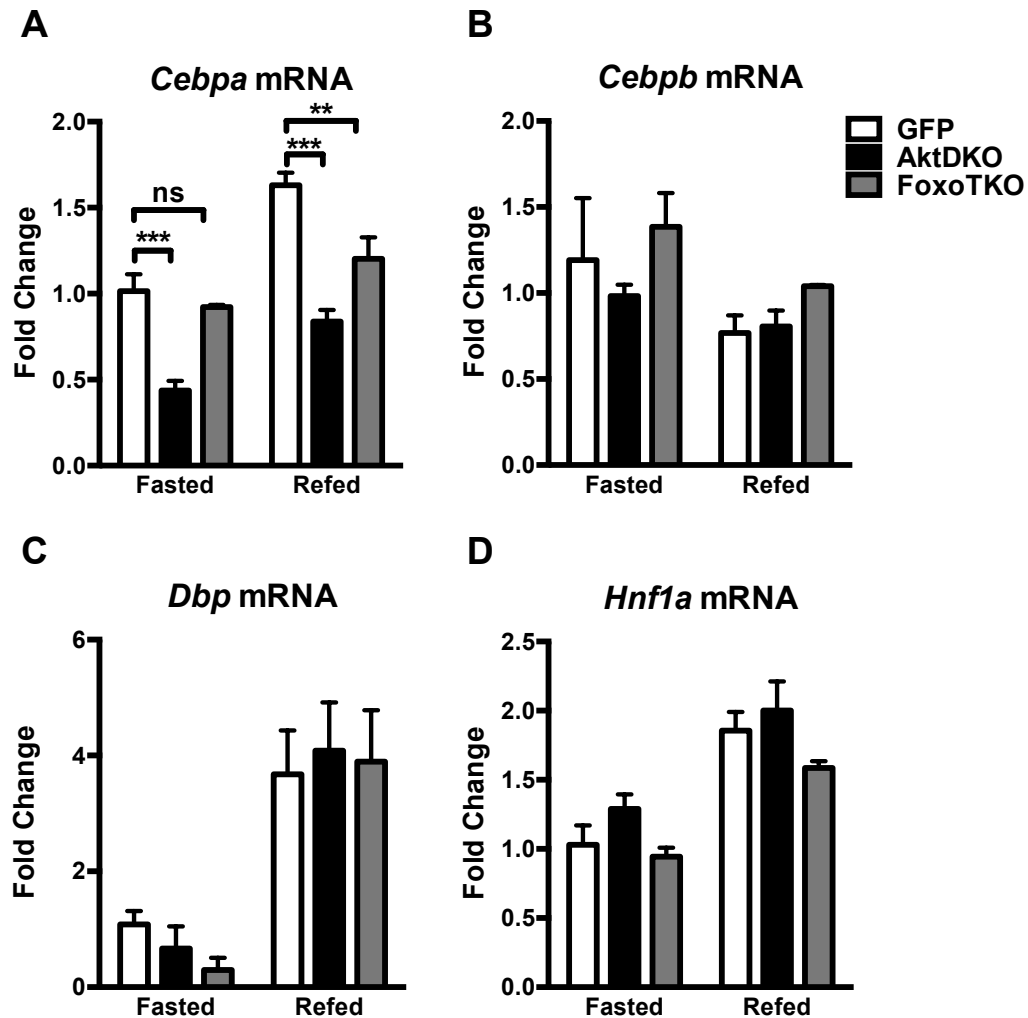 A
Cebpa mRNA
Fold Change
2.0
1.5
1.0
0.5
0.0
ns
***
**
***
Fasted
Refed
B
Cebpb mRNA
Fold Change
2.0
1.5
1.0
0.5
0.0
Fasted
Refed
GFP
AktDKO
FoxoTKO
C
Dbp mRNA
Fold Change
6
4
2
0
Fasted
Refed
D
Hnf1a mRNA
Fold Change
2.5
2.0
1.5
1.0
0.5
0.0
Fasted
Refed